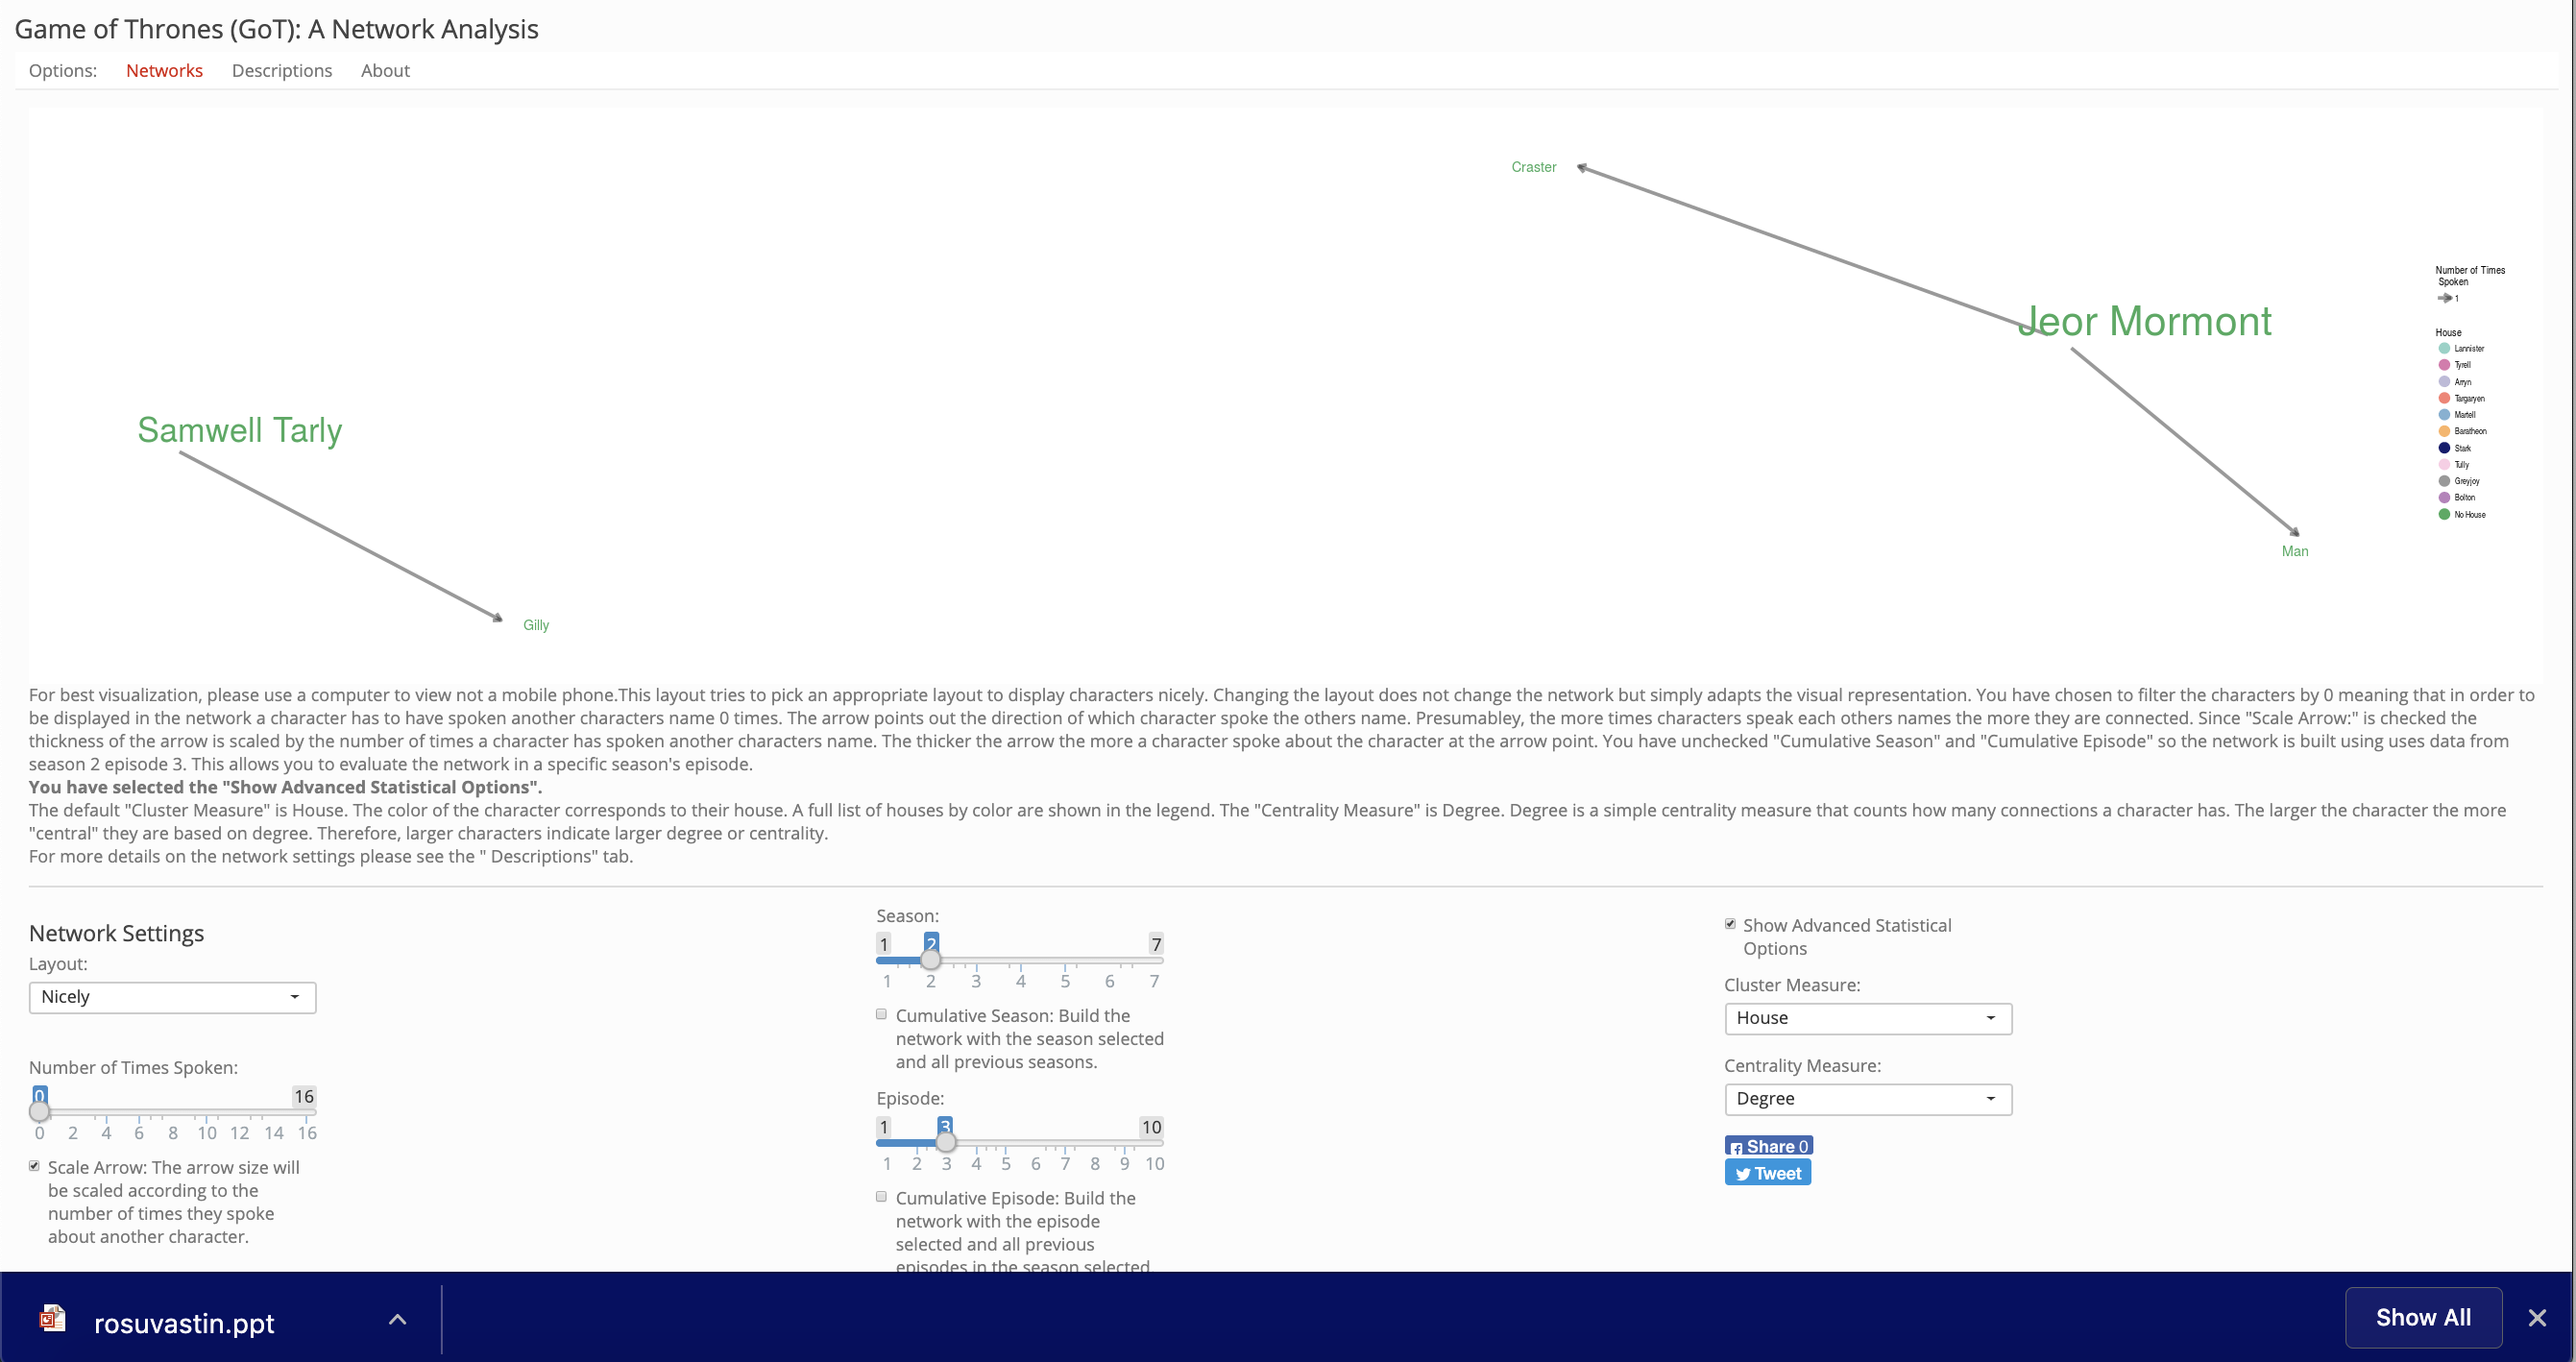 Game of Thrones (GoT): A Network Analysis
Options: Networks Descriptions About
Craster
Jeor Mormont
Samwell Tarly
Man
Gilly
Number of Times
Spoken
1
House
Lannister
Tyrell
Arryn
Targaryen
Martell
Baratheon
Stark
Tully
Greyjoy
Bolton
No House
For best visualization, please use a computer to view not a mobile phone.This layout tries to pick an appropriate layout to display characters nicely. Changing the layout does not change the network but simply adapts the visual representation. You have chosen to filter the characters by 0 meaning that in order to
be displayed in the network a character has to have spoken another characters name 0 times. The arrow points out the direction of which character spoke the others name. Presumabley, the more times characters speak each others names the more they are connected. Since "Scale Arrow:" is checked the
thickness of the arrow is scaled by the number of times a character has spoken another characters name. The thicker the arrow the more a character spoke about the character at the arrow point. You have unchecked "Cumulative Season" and "Cumulative Episode" so the network is built using uses data from
season 2 episode 3. This allows you to evaluate the network in a specific season's episode.
You have selected the "Show Advanced Statistical Options".
The default "Cluster Measure" is House. The color of the character corresponds to their house. A full list of houses by color are shown in the legend. The "Centrality Measure" is Degree. Degree is a simple centrality measure that counts how many connections a character has. The larger the character the more
"central" they are based on degree. Therefore, larger characters indicate larger degree or centrality.
For more details on the network settings please see the " Descriptions" tab.
Network Settings
Layout:
Nicely
Number of Times Spoken:
0 16
0 2 4 6 8 10 12 14 16
Scale Arrow: The arrow size will
be scaled according to the
number of times they spoke
about another character.
Season:
1 2 7
1 2 3 4 5 6 7
Cumulative Season: Build the
network with the season selected
and all previous seasons.
Episode:
1 3 10
1 2 3 4 5 6 7 8 9 10
Cumulative Episode: Build the
network with the episode
selected and all previous
episodes in the season selected
Show Advanced Statistical
Options
Cluster Measure:
House
Centrality Measure:
Degree
Share 0
Tweet
rosuvastin.ppt
Show All